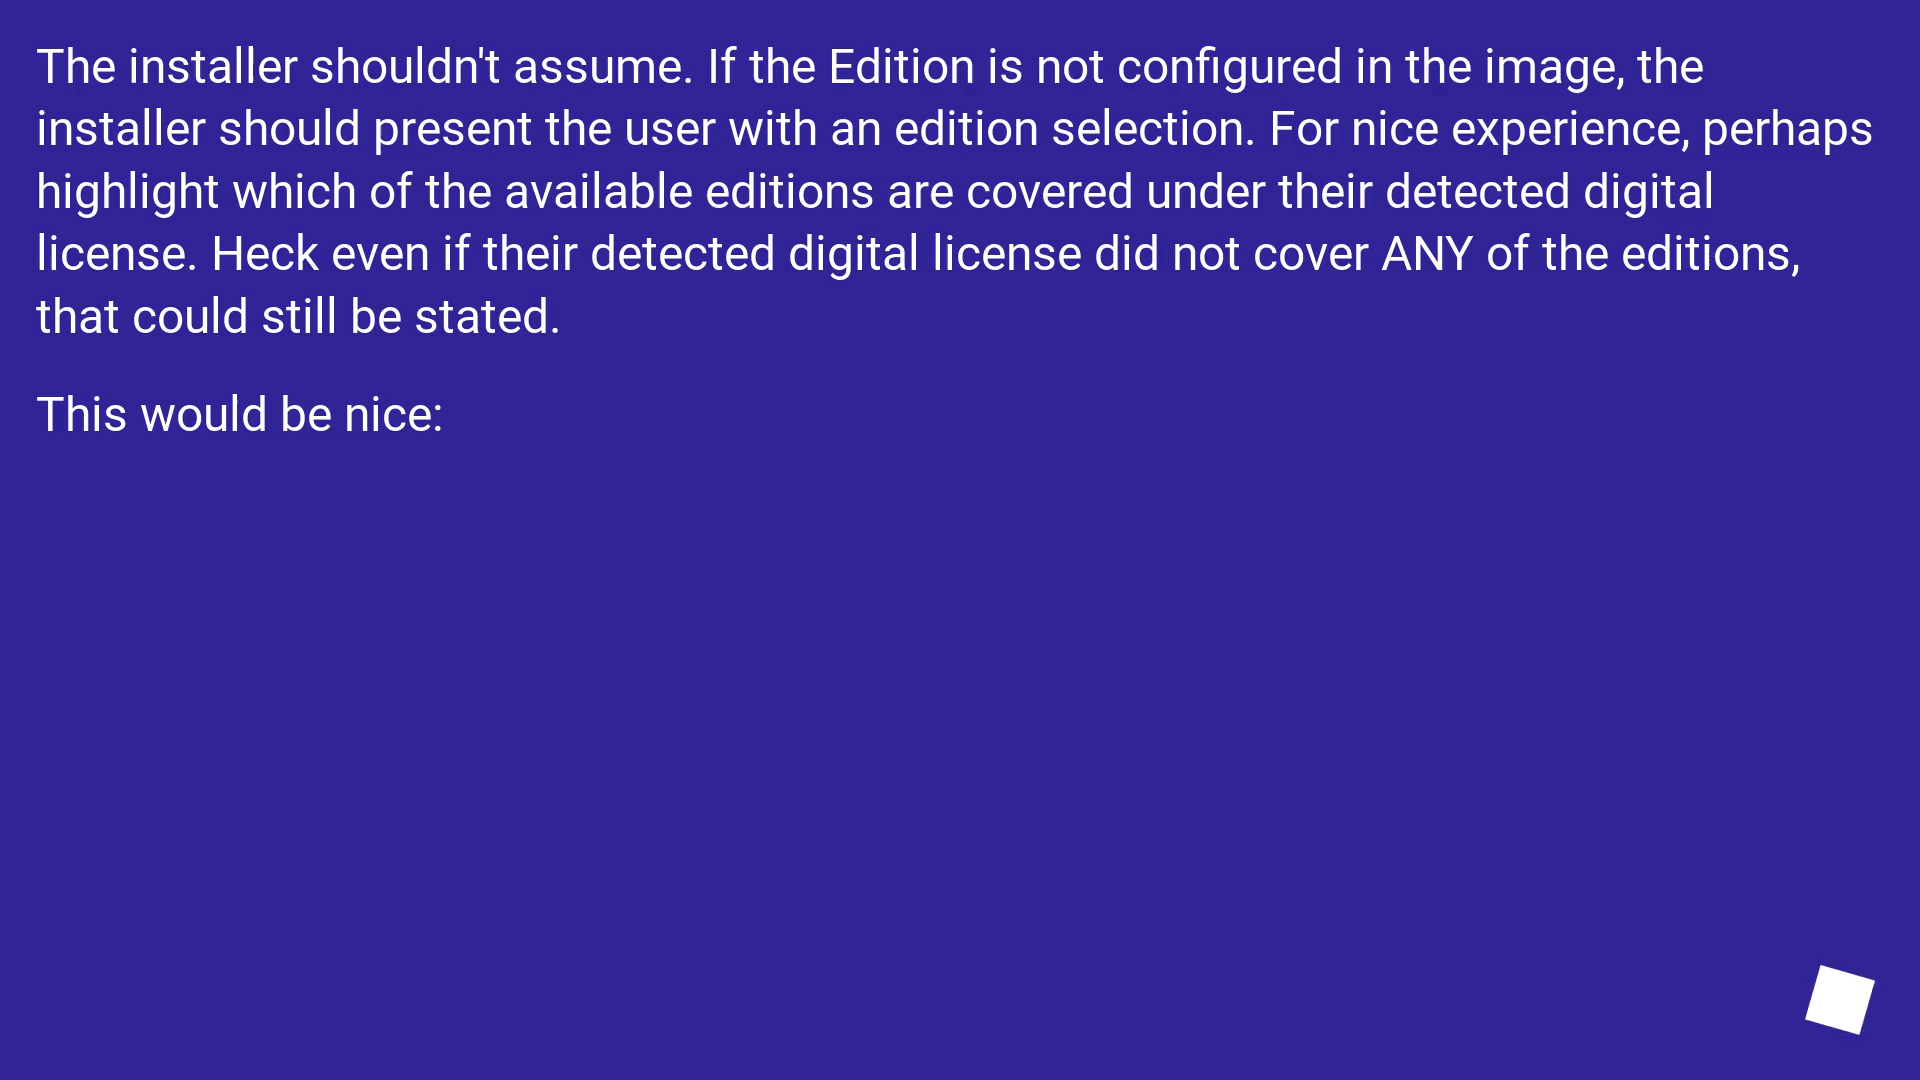 The installer shouldn't assume. If the Edition is not configured in the image, the
installer should present the user with an edition selection. For nice experience, perhaps
highlight which of the available editions are covered under their detected digital
license. Heck even if their detected digital license did not cover ANY of the editions,
that could still be stated.
This would be nice: